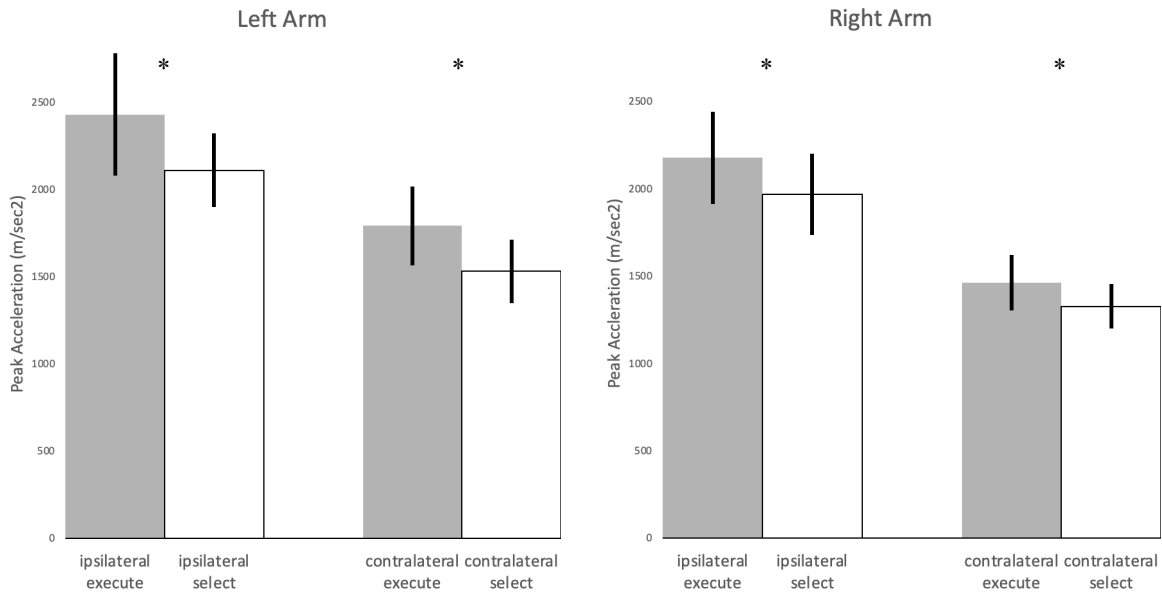 Left Arm
*
*
2500
2000
1500
1000
500
0
Peak Acceleration (m/sec2)
ipsilateral
execute
ipsilateral
select
contralateral
execute
contralateral
select
Right Arm
*
*
2500
2000
1500
1000
500
0
Peak Accleration (m/sec2)
ipsilateral
execute
ipsilateral
select
contralateral
execute
contralateral
select